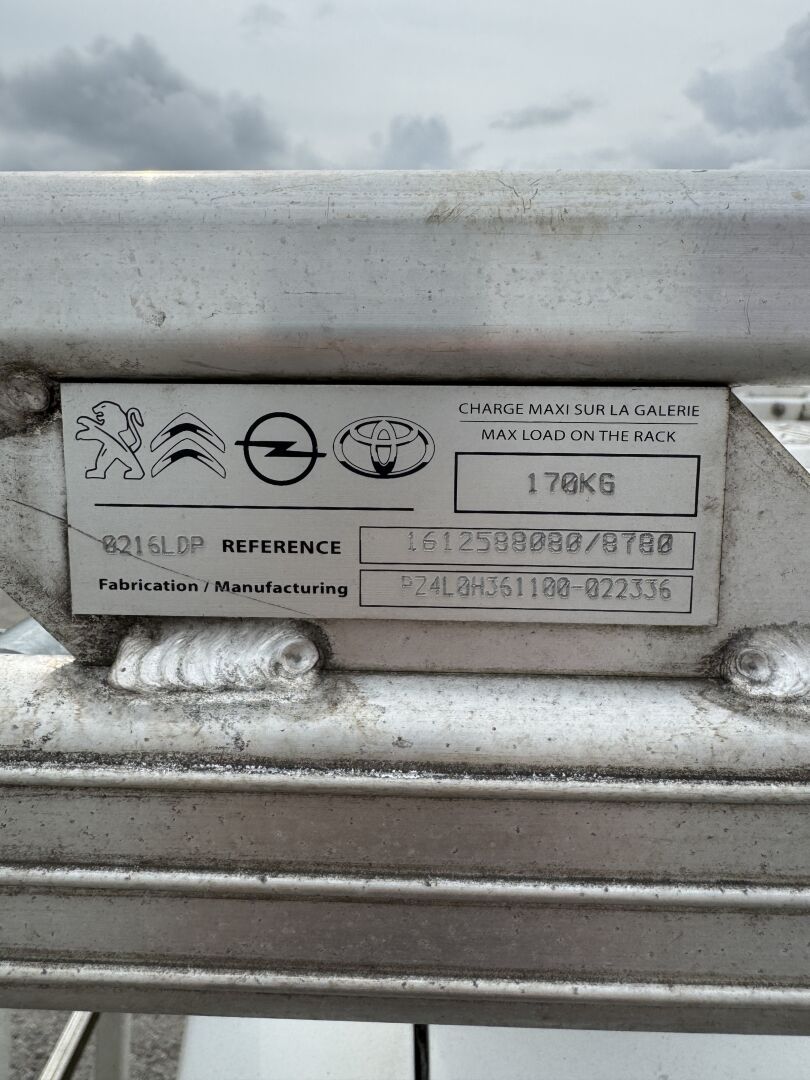 CHARGE MAXI SUR LA GALERIE
MAX LOAD ON THE RACK
170KG
0216LDP REFERENCE 1612588080/8780
Fabrication / Manufacturing PZ4L0H361100-022336